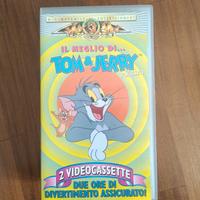 IL MEGLIO DI...
TOM & JERRY
2 VIDEOCASSETTE
DUE ORE DI
DIVERTIMENTO ASSICURATO!